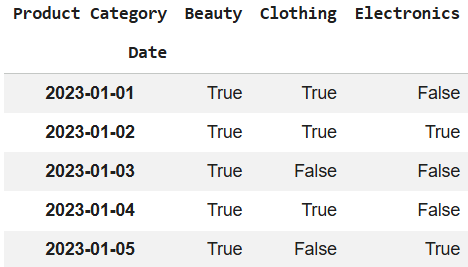 Product Category Beauty Clothing Electronics
Date
2023-01-01 True True False
2023-01-02 True True True
2023-01-03 True False False
2023-01-04 True True False
2023-01-05 True False True